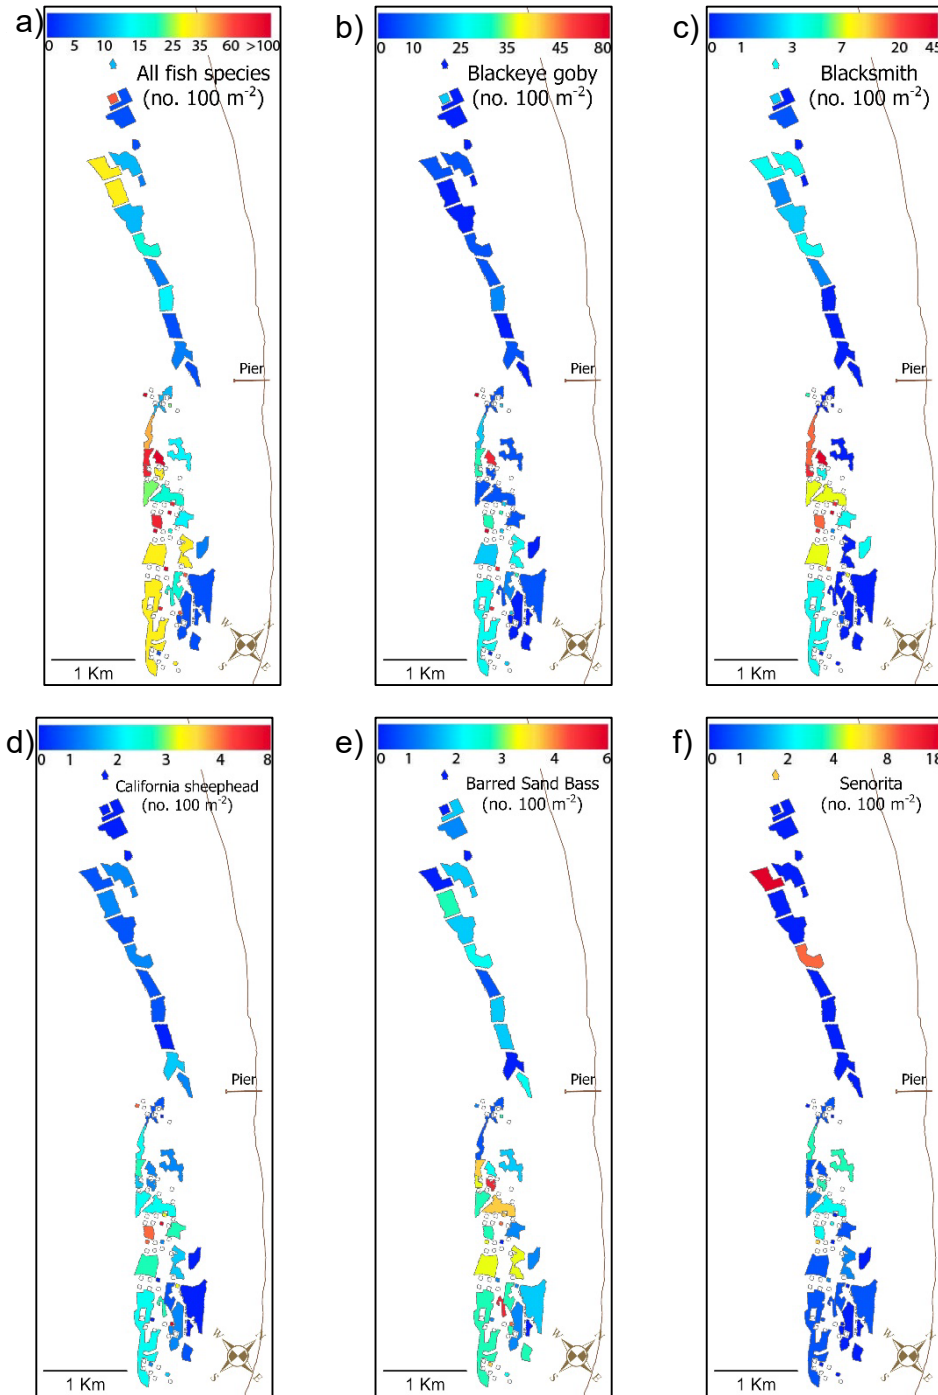 a)
0 5 10 15 25 35 60 >100
All fish species
(no. 100 m-2)
Pier
1 Km
W N
S E
b)
0 10 25 35 45 80
Blackeye goby
(no. 100 m-2)
Pier
1 Km
W N
S E
c)
0 1 3 7 20 45
Blacksmith
(no. 100 m-2)
Pier
1 Km
W N
S E
d)
0 1 2 3 4 8
California sheephead
(no. 100 m-2)
Pier
1 Km
W N
S E
e)
0 1 2 3 4 6
Barred Sand Bass
(no. 100 m-2)
Pier
1 Km
W N
S E
f)
0 1 2 4 8 18
Senorita
(no. 100 m-2)
Pier
1 Km
W N
S E